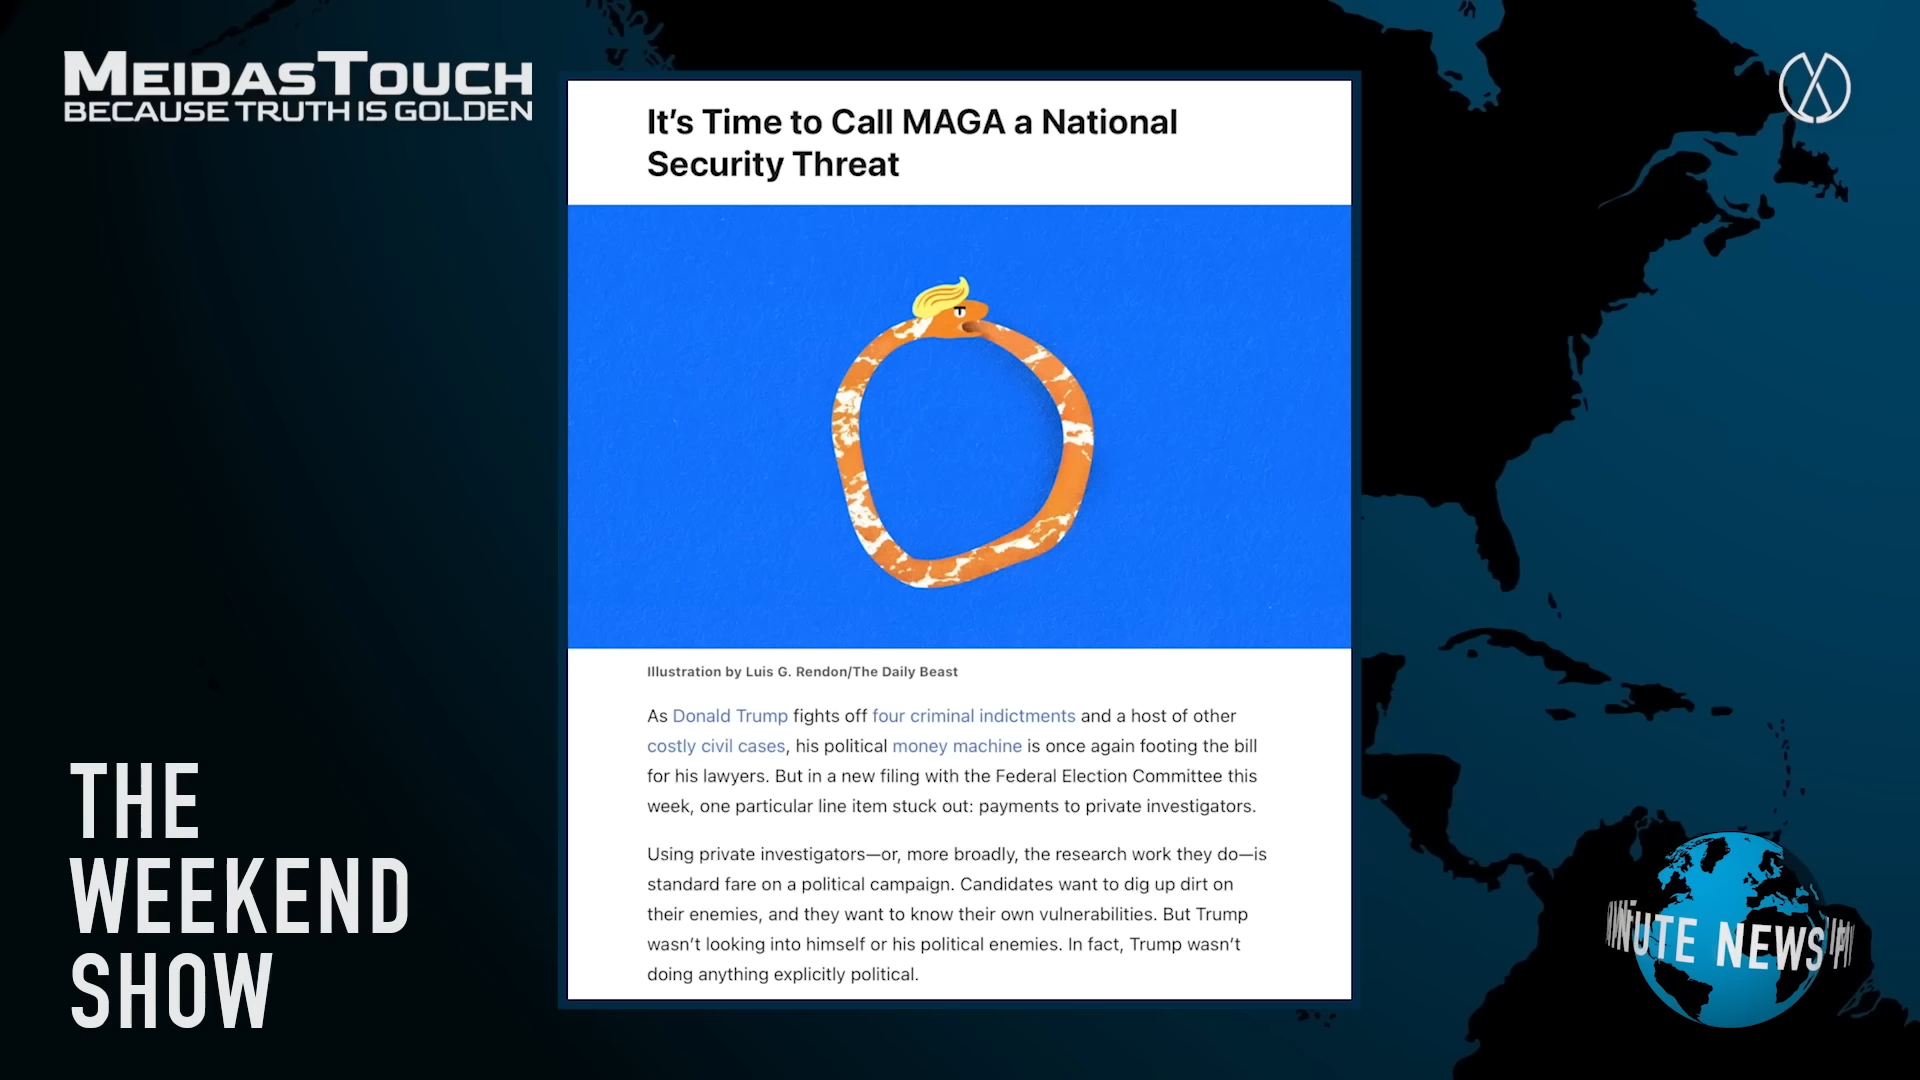 MEIDASTOUCH
BECAUSE TRUTH IS GOLDEN
It’s Time to Call MAGA a National
Security Threat
Illustration by Luis G. Rendon/The Daily Beast
As Donald Trump fights off four criminal indictments and a host of other
costly civil cases, his political money machine is once again footing the bill
for his lawyers. But in a new filing with the Federal Election Committee this
week, one particular line item stuck out: payments to private investigators.
Using private investigators—or, more broadly, the research work they do—is
standard fare on a political campaign. Candidates want to dig up dirt on
their enemies, and they want to know their own vulnerabilities. But Trump
wasn’t looking into himself or his political enemies. In fact, Trump wasn’t
doing anything explicitly political.
THE
WEEKEND
SHOW
NUTE NEWS